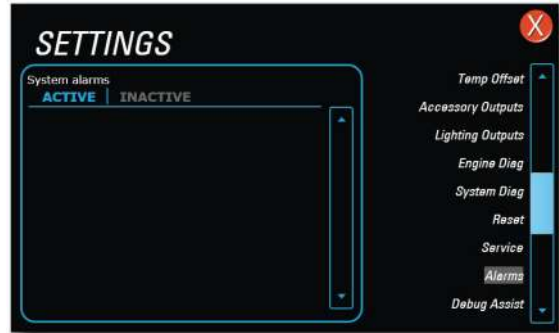 SETTINGS
X
System alarms
ACTIVE | INACTIVE
Temp Offset
Accessory Outputs
Lighting Outputs
Engine Diag
System Diag
Reset
Service
Alarms
Debug Assist